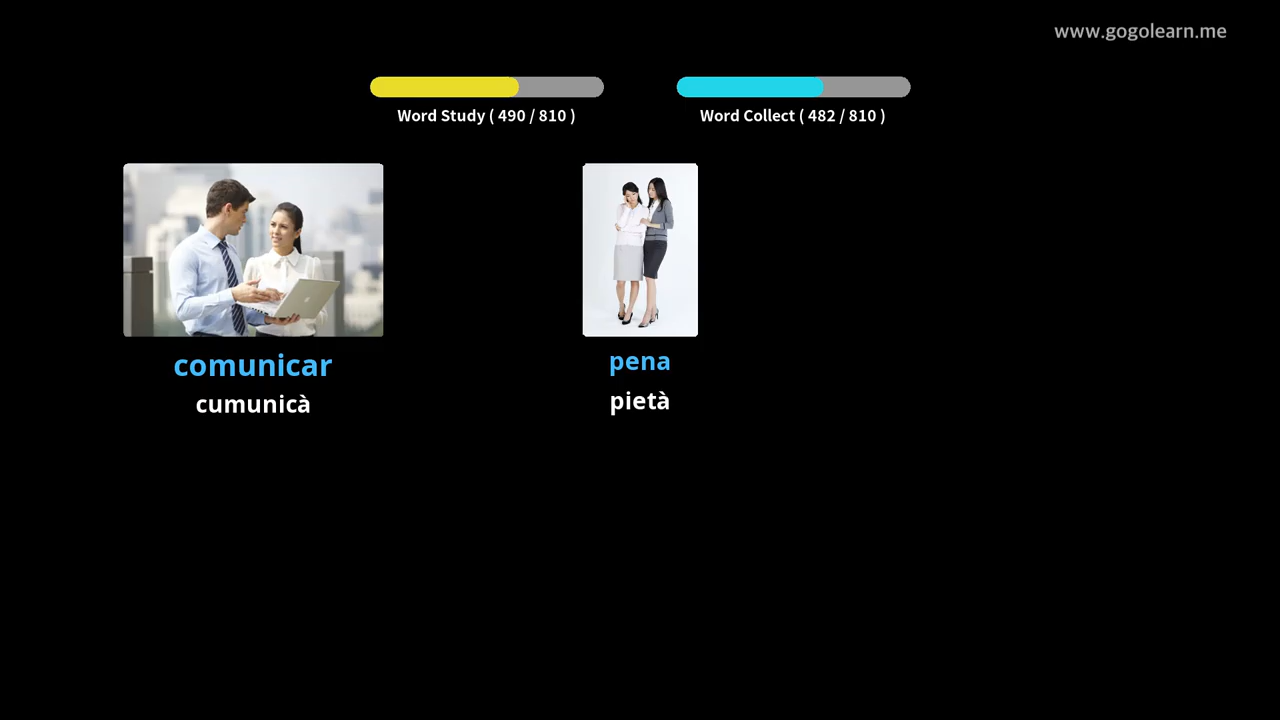 www.gogolearn.me
Word Study ( 490 / 810 )
Word Collect ( 482 / 810 )
comunicar
cumunicà
pena
pietà